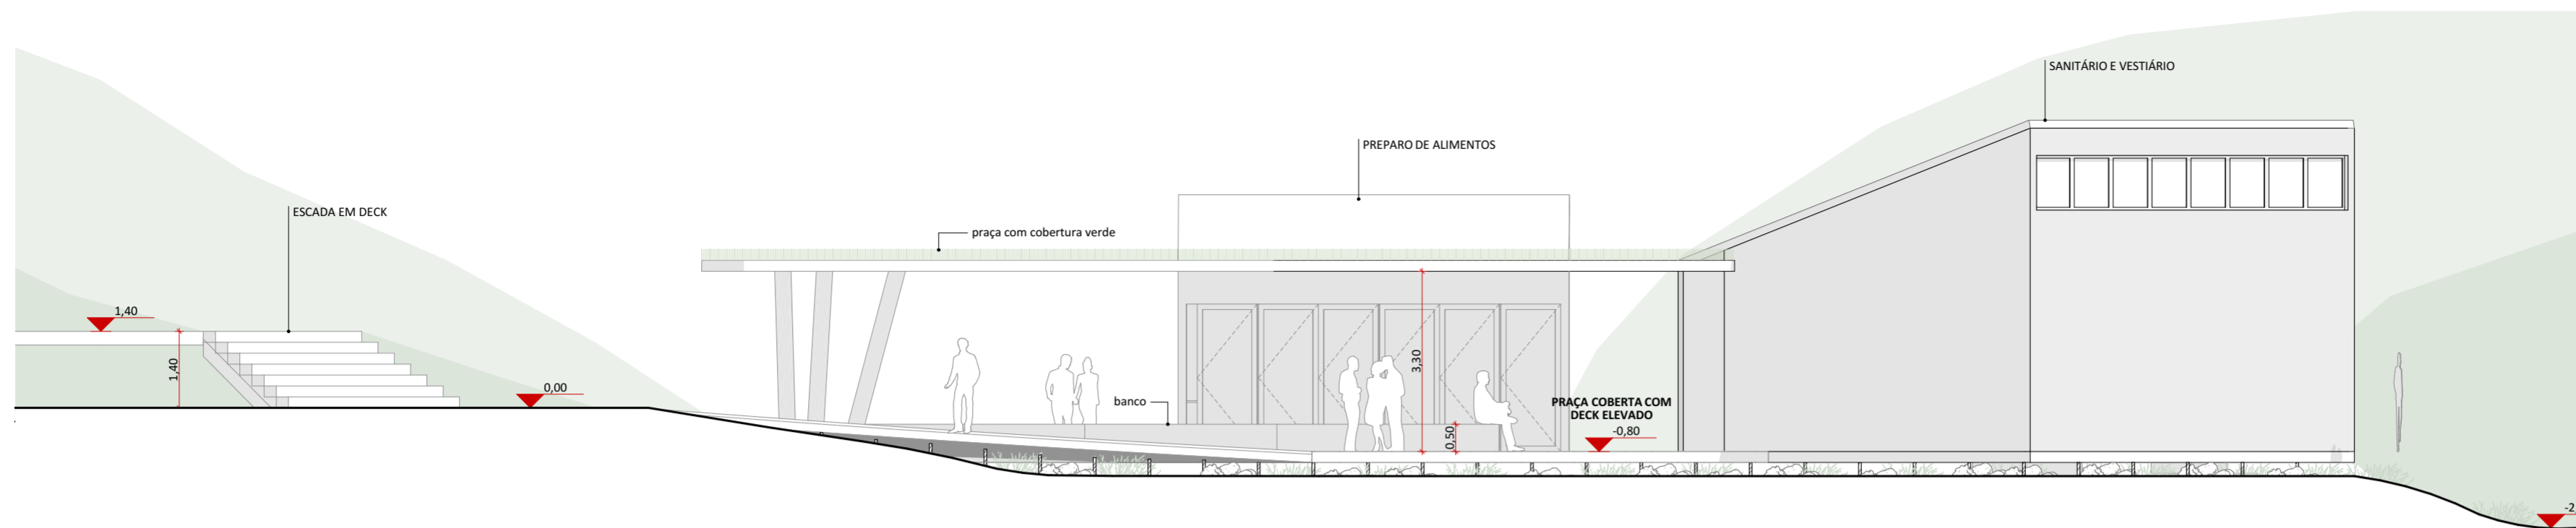 SANITÁRIO E VESTIÁRIO
PREPARO DE ALIMENTOS
ESCADA EM DECK
praça com cobertura verde
1,40
1,40
3,30
0,00
banco
PRAÇA COBERTA COM
DECK ELEVADO
-0,80
0,50
-2